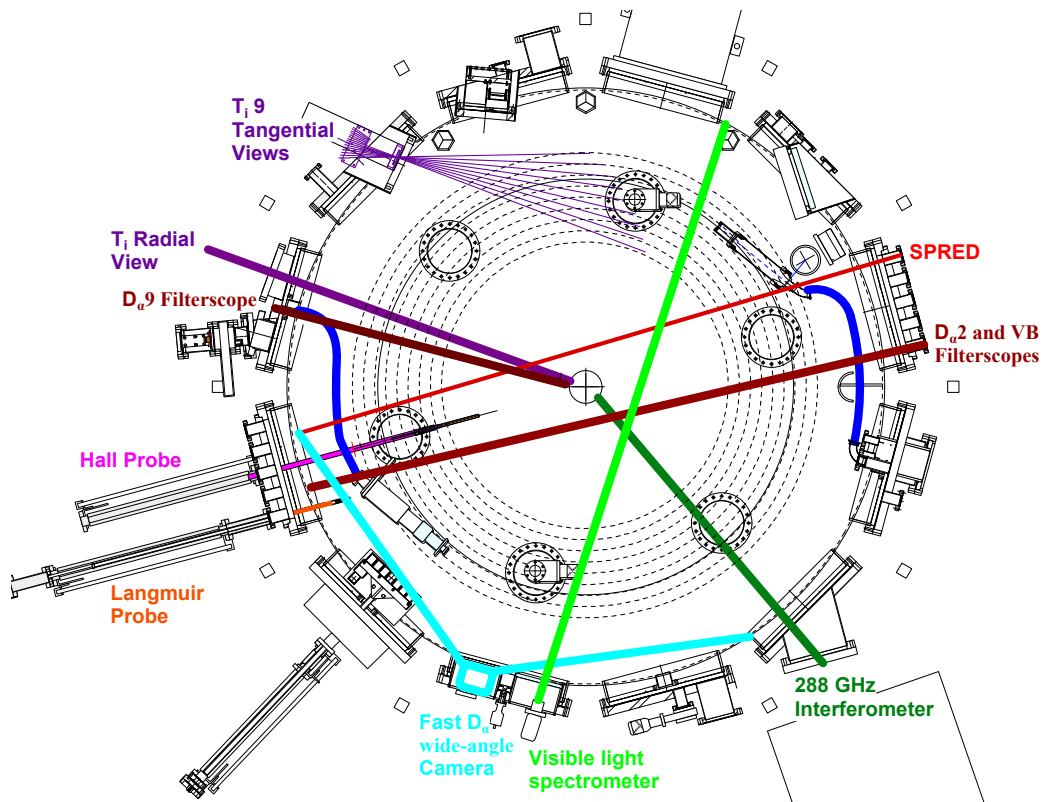 Tᵢ 9
Tangential
Views
Tᵢ Radial
View
Dα9 Filterscope
SPRED
Dα2 and VB
Filterscopes
Hall Probe
Langmuir
Probe
Fast Dα
wide-angle
Camera
Visible light
spectrometer
288 GHz
Interferometer